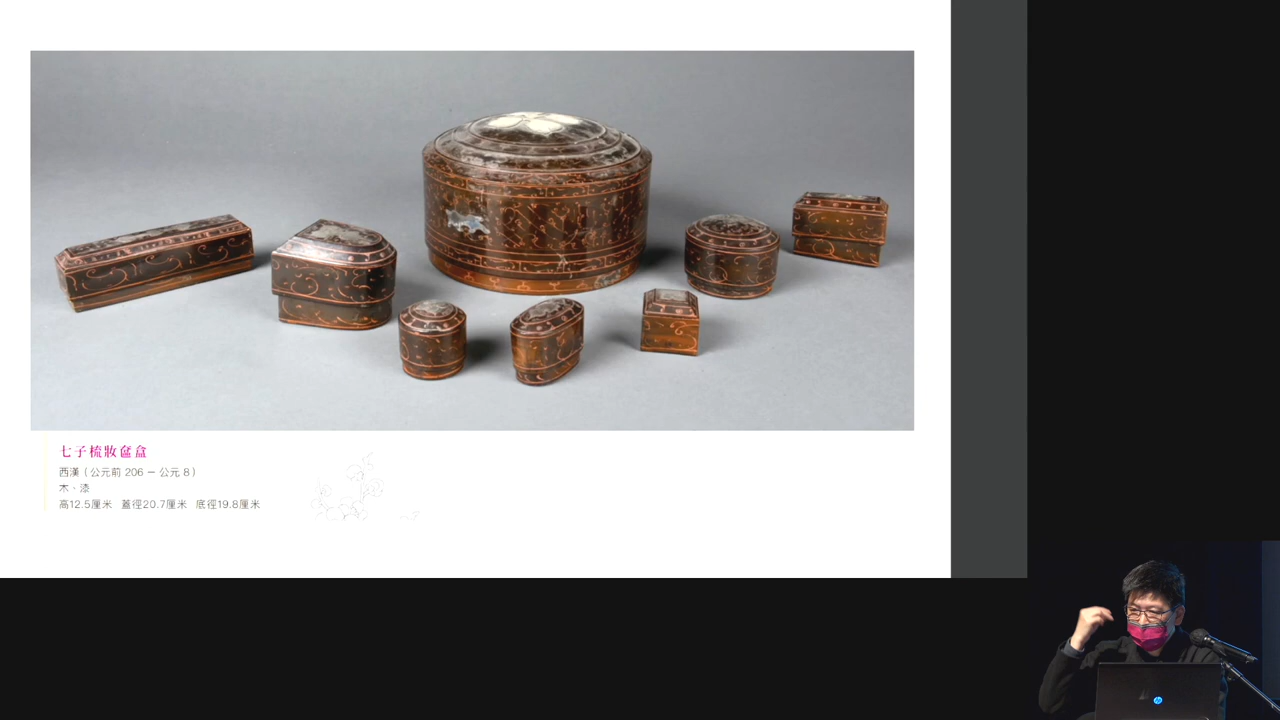 七子梳妝奩盒
西漢（公元前 206 – 公元 8）
木、漆
高12.5厘米 蓋徑20.7厘米 底徑19.8厘米
hp